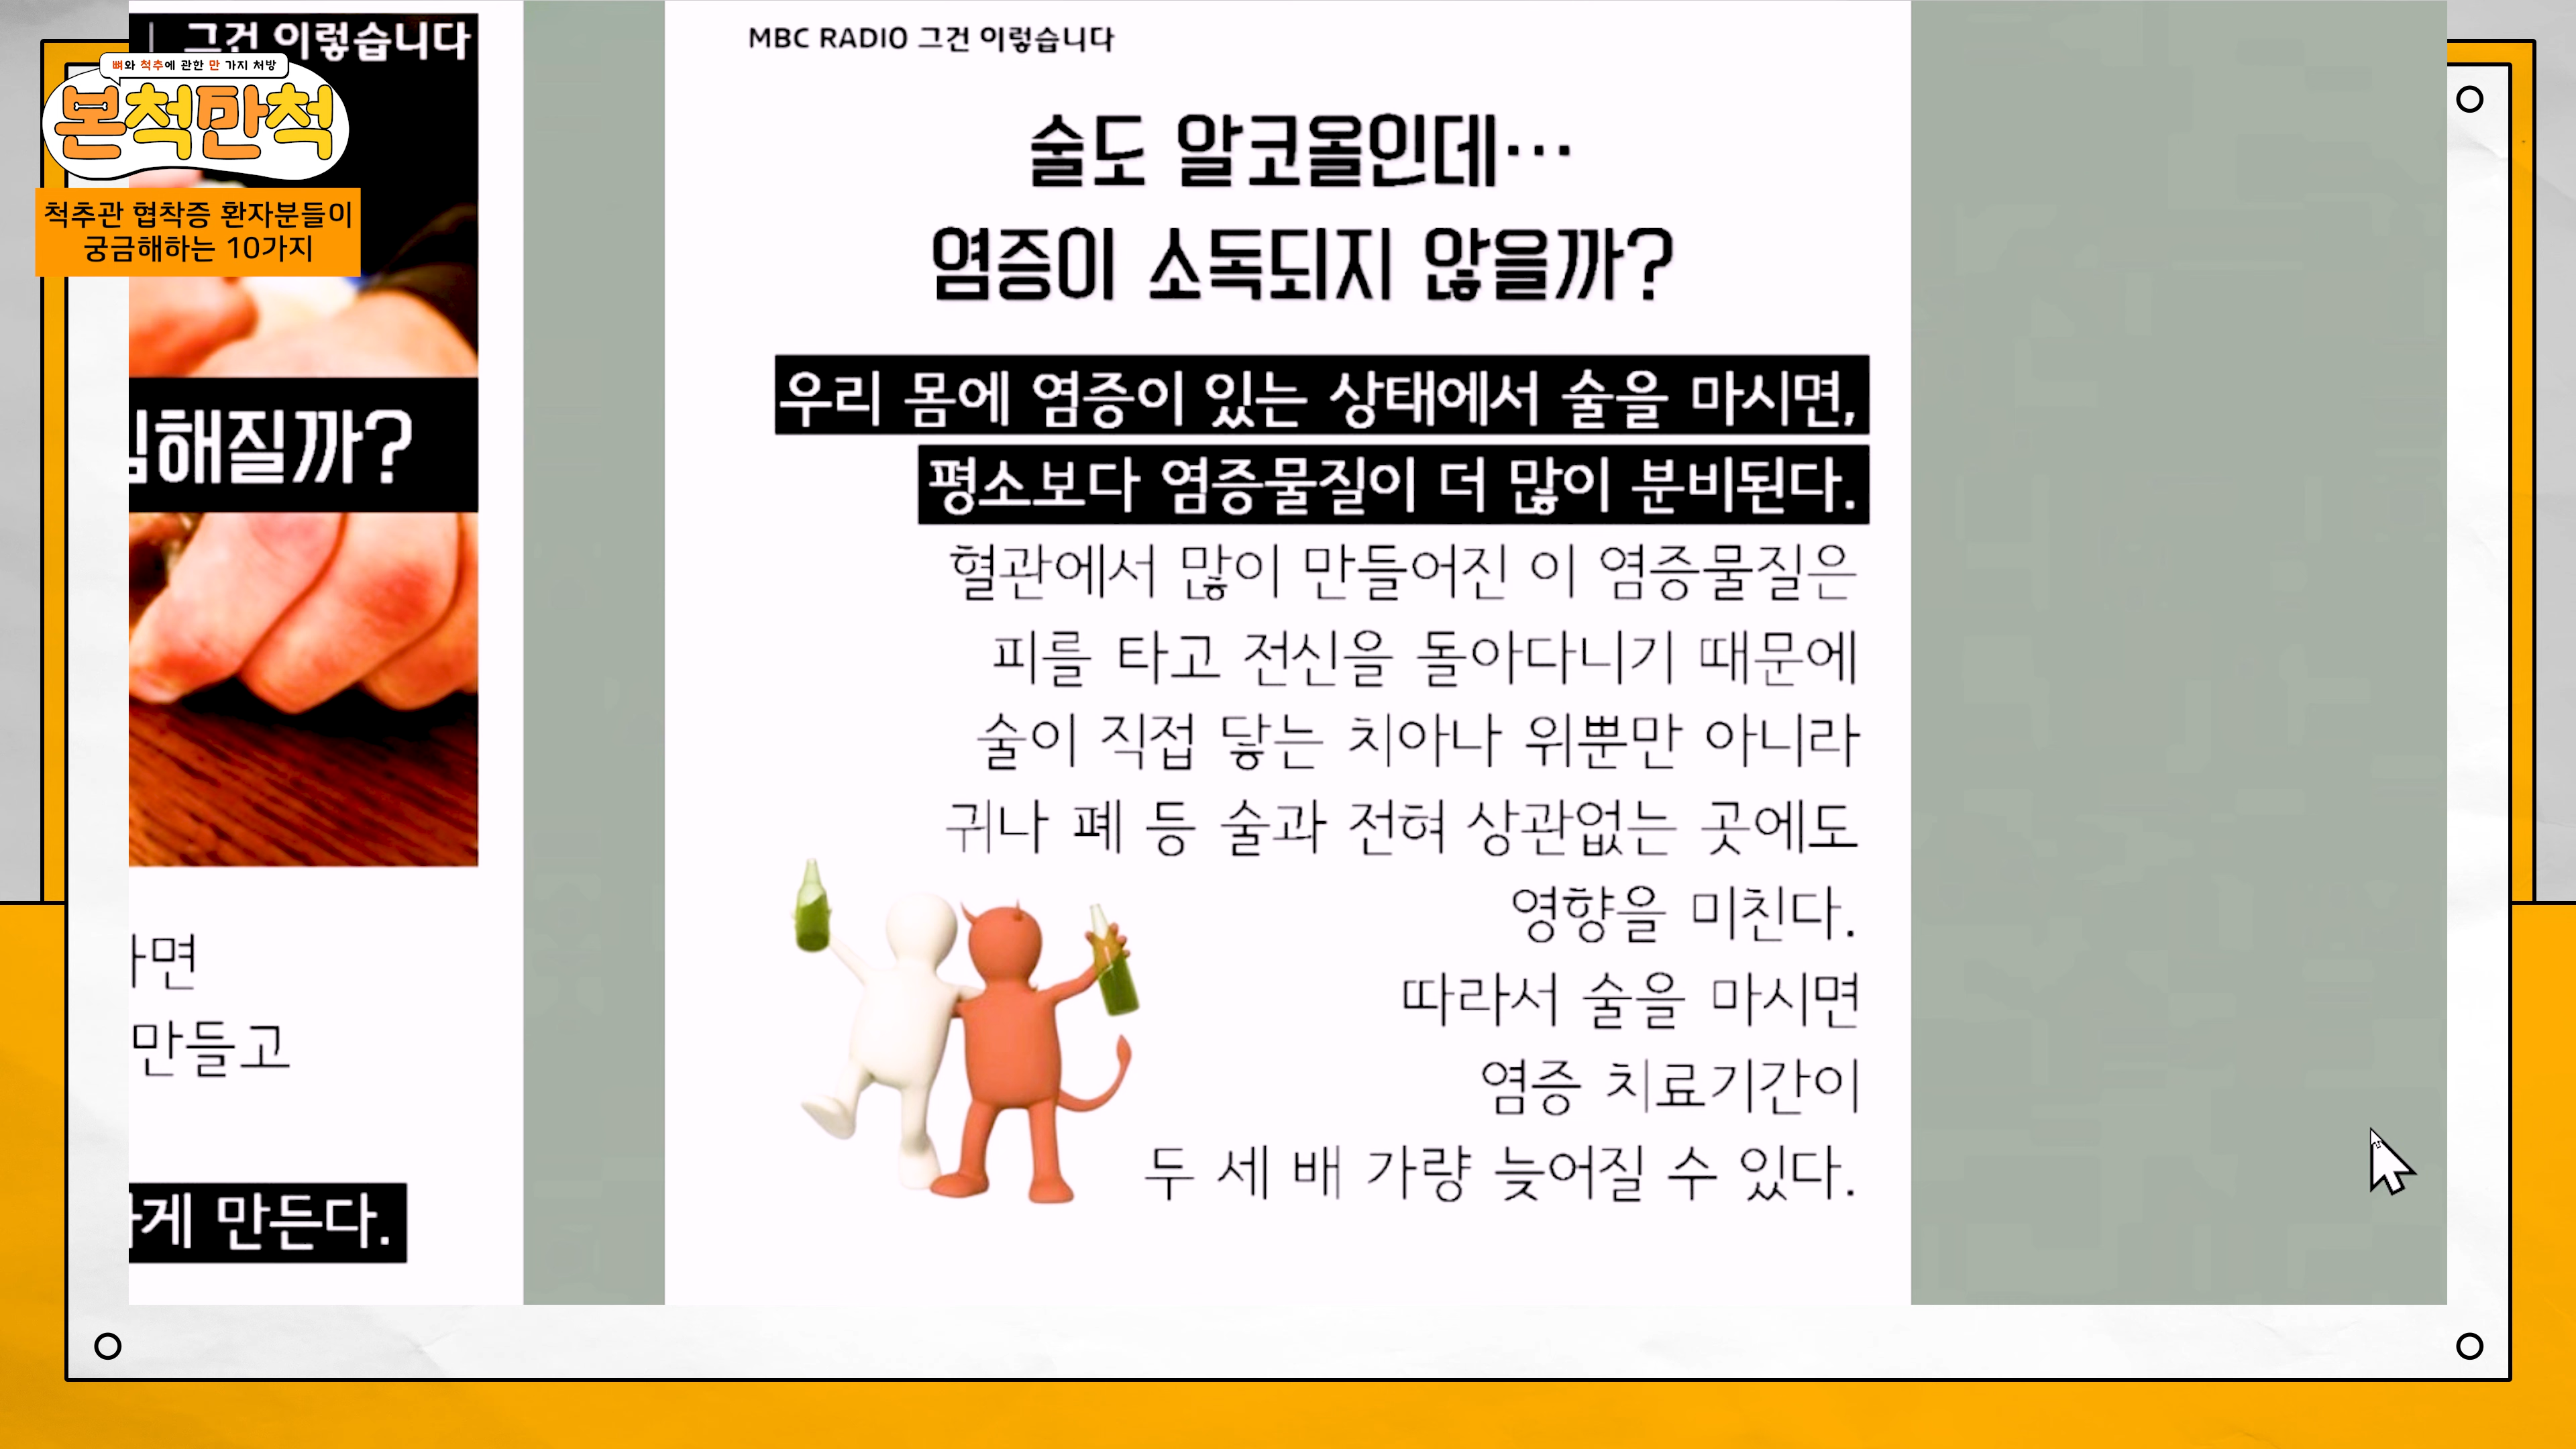 그건 이렇습니다
뼈와 척추에 관한 만 가지 처방
본척만척
척추관 협착증 환자분들이
궁금해하는 10가지
해질까?
면
만들고
게 만든다.
MBC RADIO 그건 이렇습니다
술도 알코올인데…
염증이 소독되지 않을까?
우리 몸에 염증이 있는 상태에서 술을 마시면,
평소보다 염증물질이 더 많이 분비된다.
혈관에서 많이 만들어진 이 염증물질은
피를 타고 전신을 돌아다니기 때문에
술이 직접 닿는 치아나 위뿐만 아니라
귀나 폐 등 술과 전혀 상관없는 곳에도
영향을 미친다.
따라서 술을 마시면
염증 치료기간이
두 세 배 가량 늦어질 수 있다.